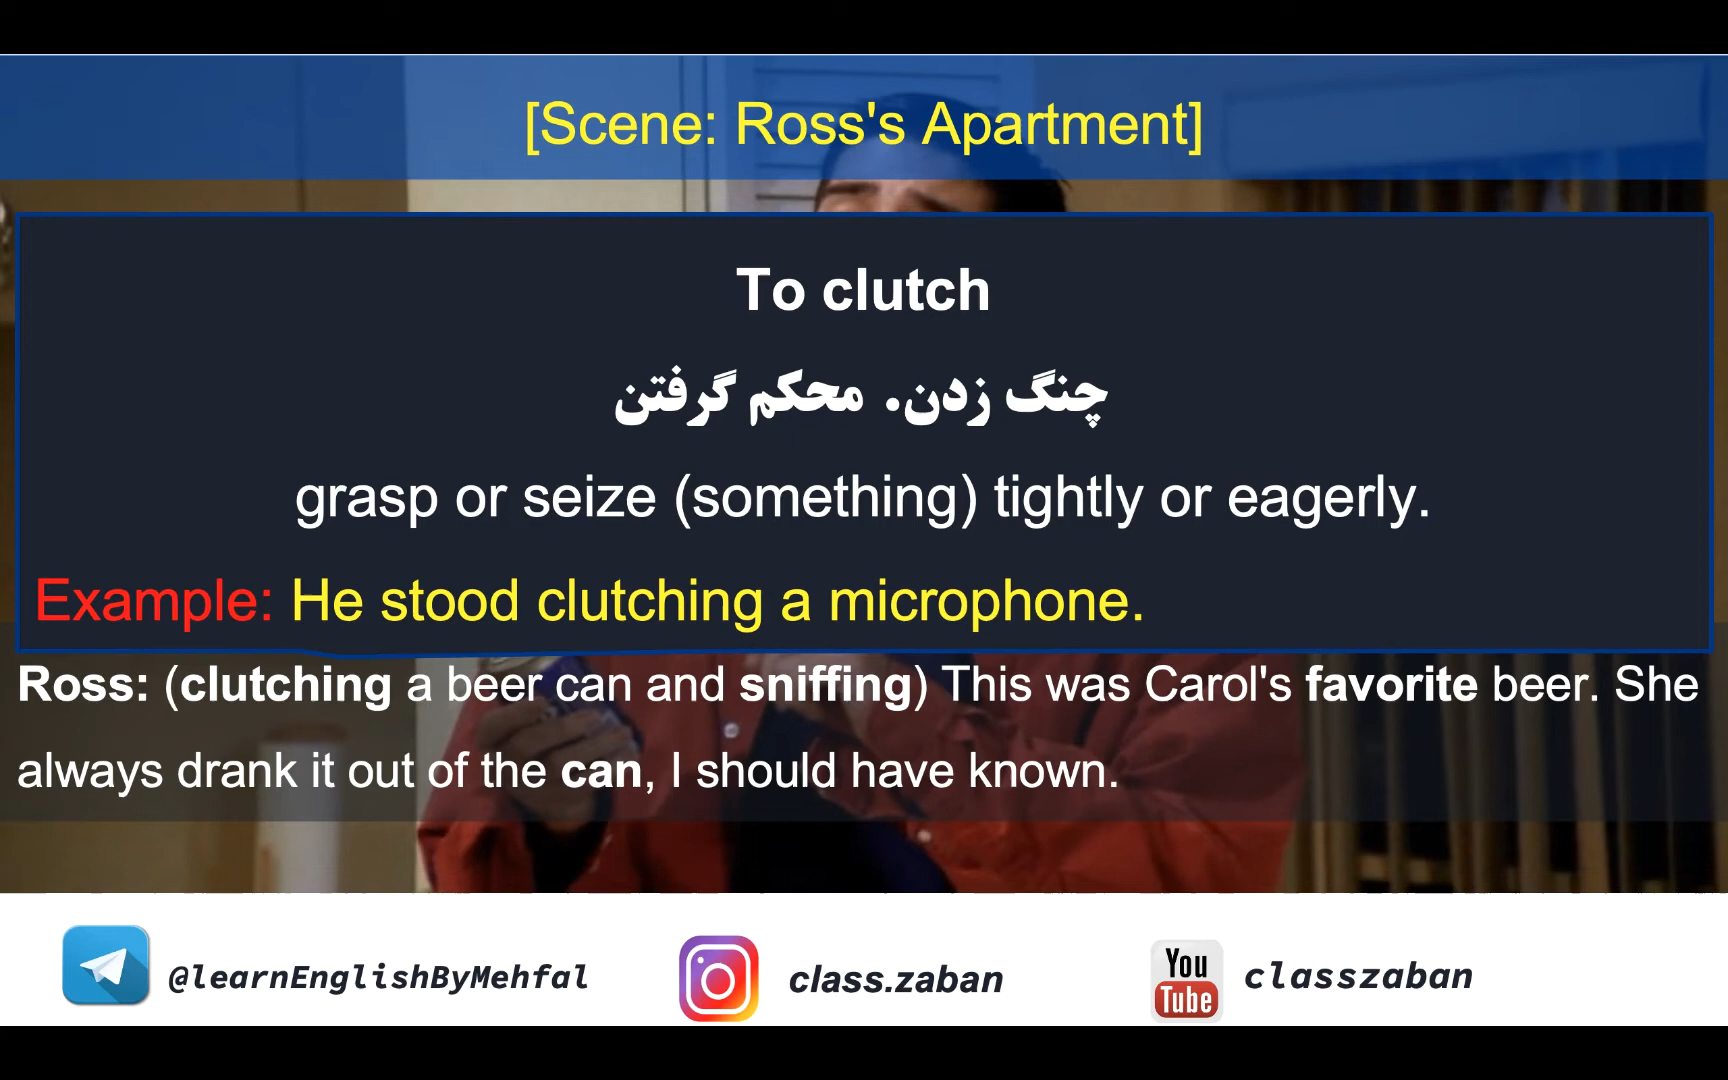 [Scene: Ross's Apartment]
To clutch
چنگ زدن. محکم گرفتن
grasp or seize (something) tightly or eagerly.
Example: He stood clutching a microphone.
Ross: (clutching a beer can and sniffing) This was Carol's favorite beer. She
always drank it out of the can, I should have known.
@learnEnglishByMehfal
class.zaban
You
Tube
classzaban